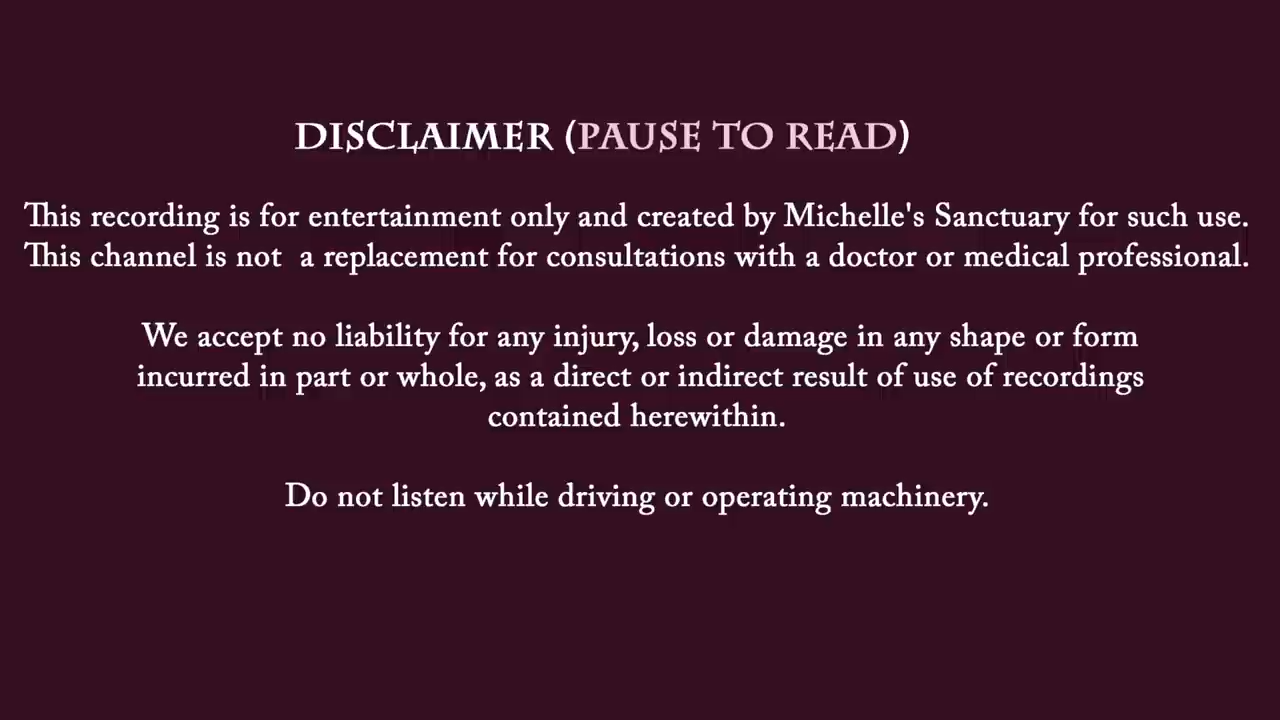 DISCLAIMER (PAUSE TO READ)
This recording is for entertainment only and created by Michelle's Sanctuary for such use.
This channel is not  a replacement for consultations with a doctor or medical professional.
We accept no liability for any injury, loss or damage in any shape or form
incurred in part or whole, as a direct or indirect result of use of recordings
contained herewithin.
Do not listen while driving or operating machinery.